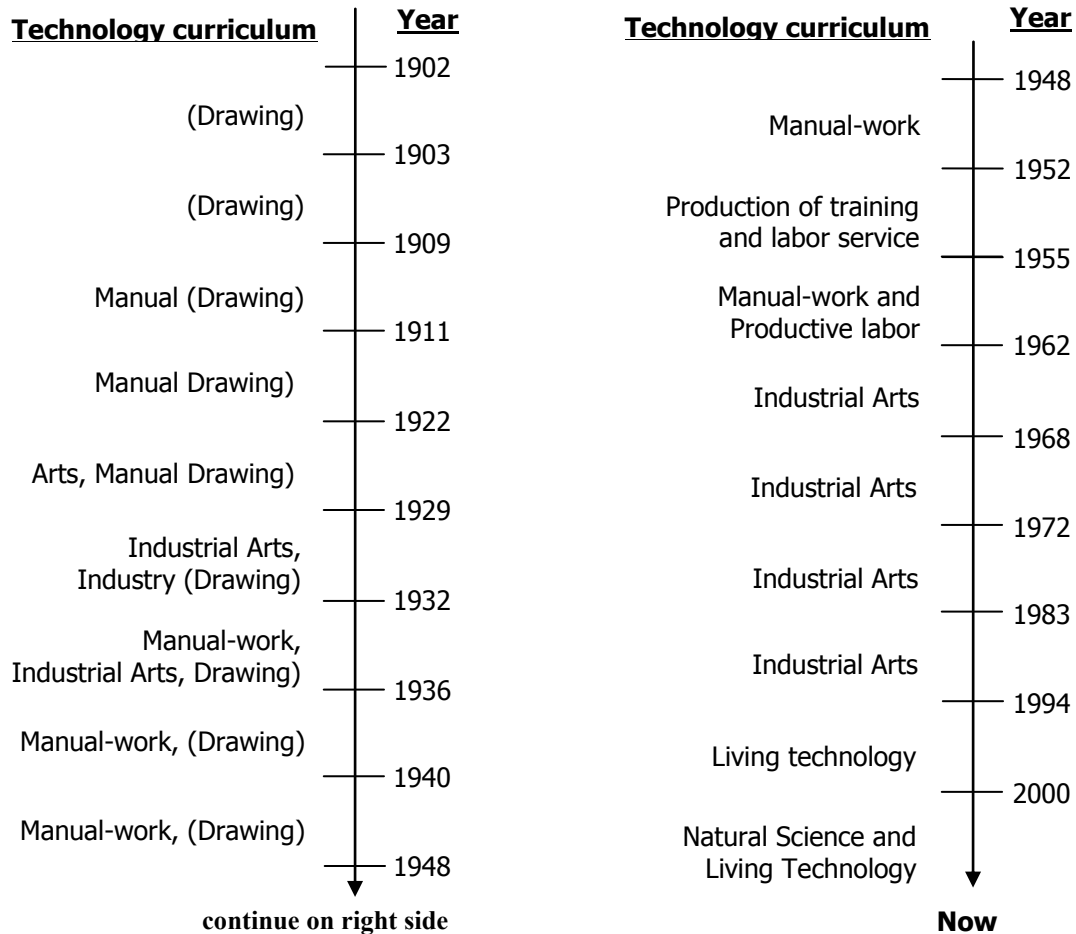 Technology curriculum
Year
1902
(Drawing)
1903
(Drawing)
1909
Manual (Drawing)
1911
Manual Drawing)
1922
Arts, Manual Drawing)
1929
Industrial Arts,
Industry (Drawing)
1932
Manual-work,
Industrial Arts, Drawing)
1936
Manual-work, (Drawing)
1940
Manual-work, (Drawing)
1948
continue on right side
Technology curriculum
Year
1948
Manual-work
1952
Production of training
and labor service
1955
Manual-work and
Productive labor
1962
Industrial Arts
1968
Industrial Arts
1972
Industrial Arts
1983
Industrial Arts
1994
Living technology
2000
Natural Science and
Living Technology
Now